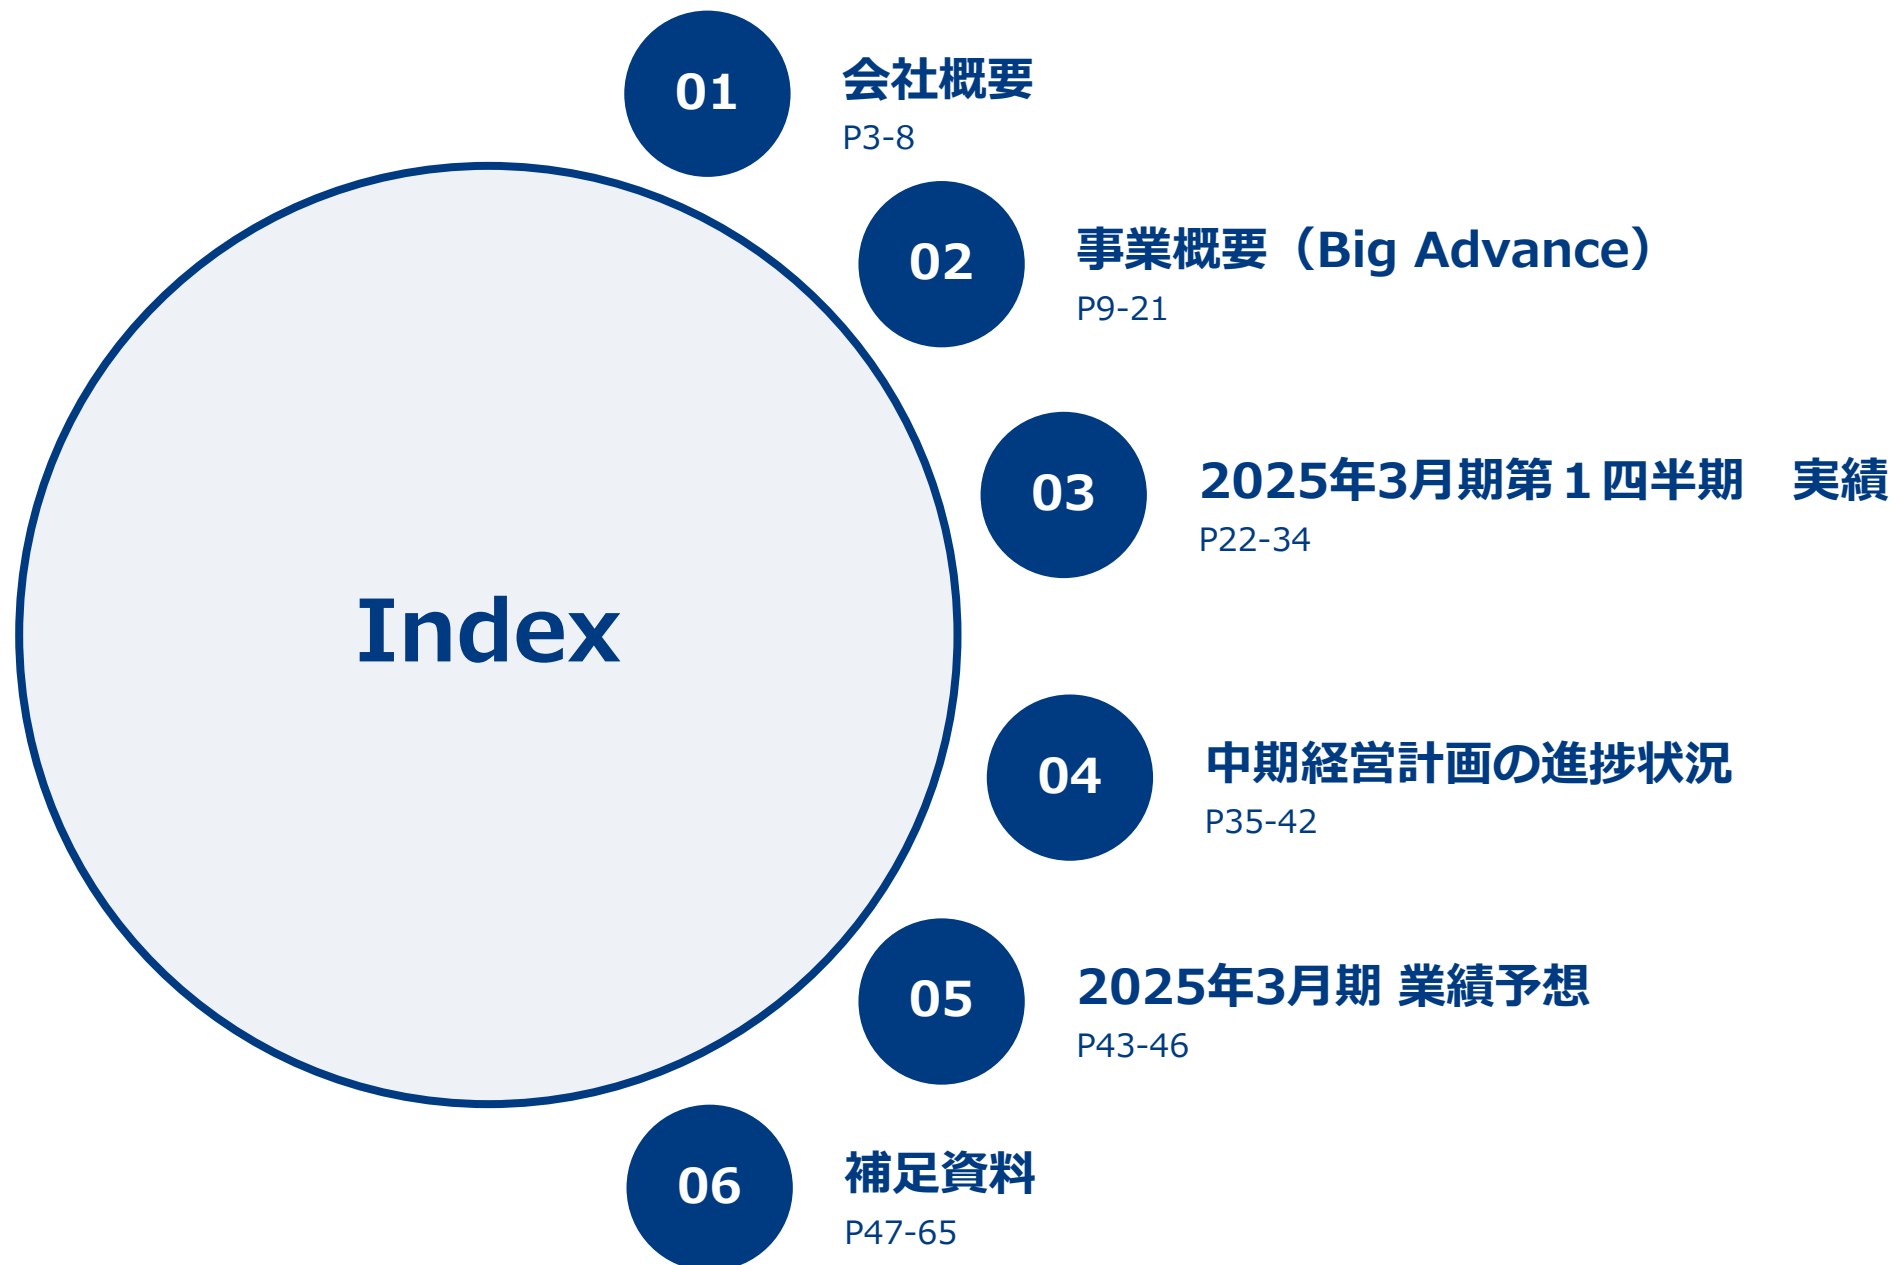 Index
01
会社概要
P3-8
02
事業概要（Big Advance）
P9-21
03
2025年3月期第１四半期　実績
P22-34
04
中期経営計画の進捗状況
P35-42
05
2025年3月期 業績予想
P43-46
06
補足資料
P47-65